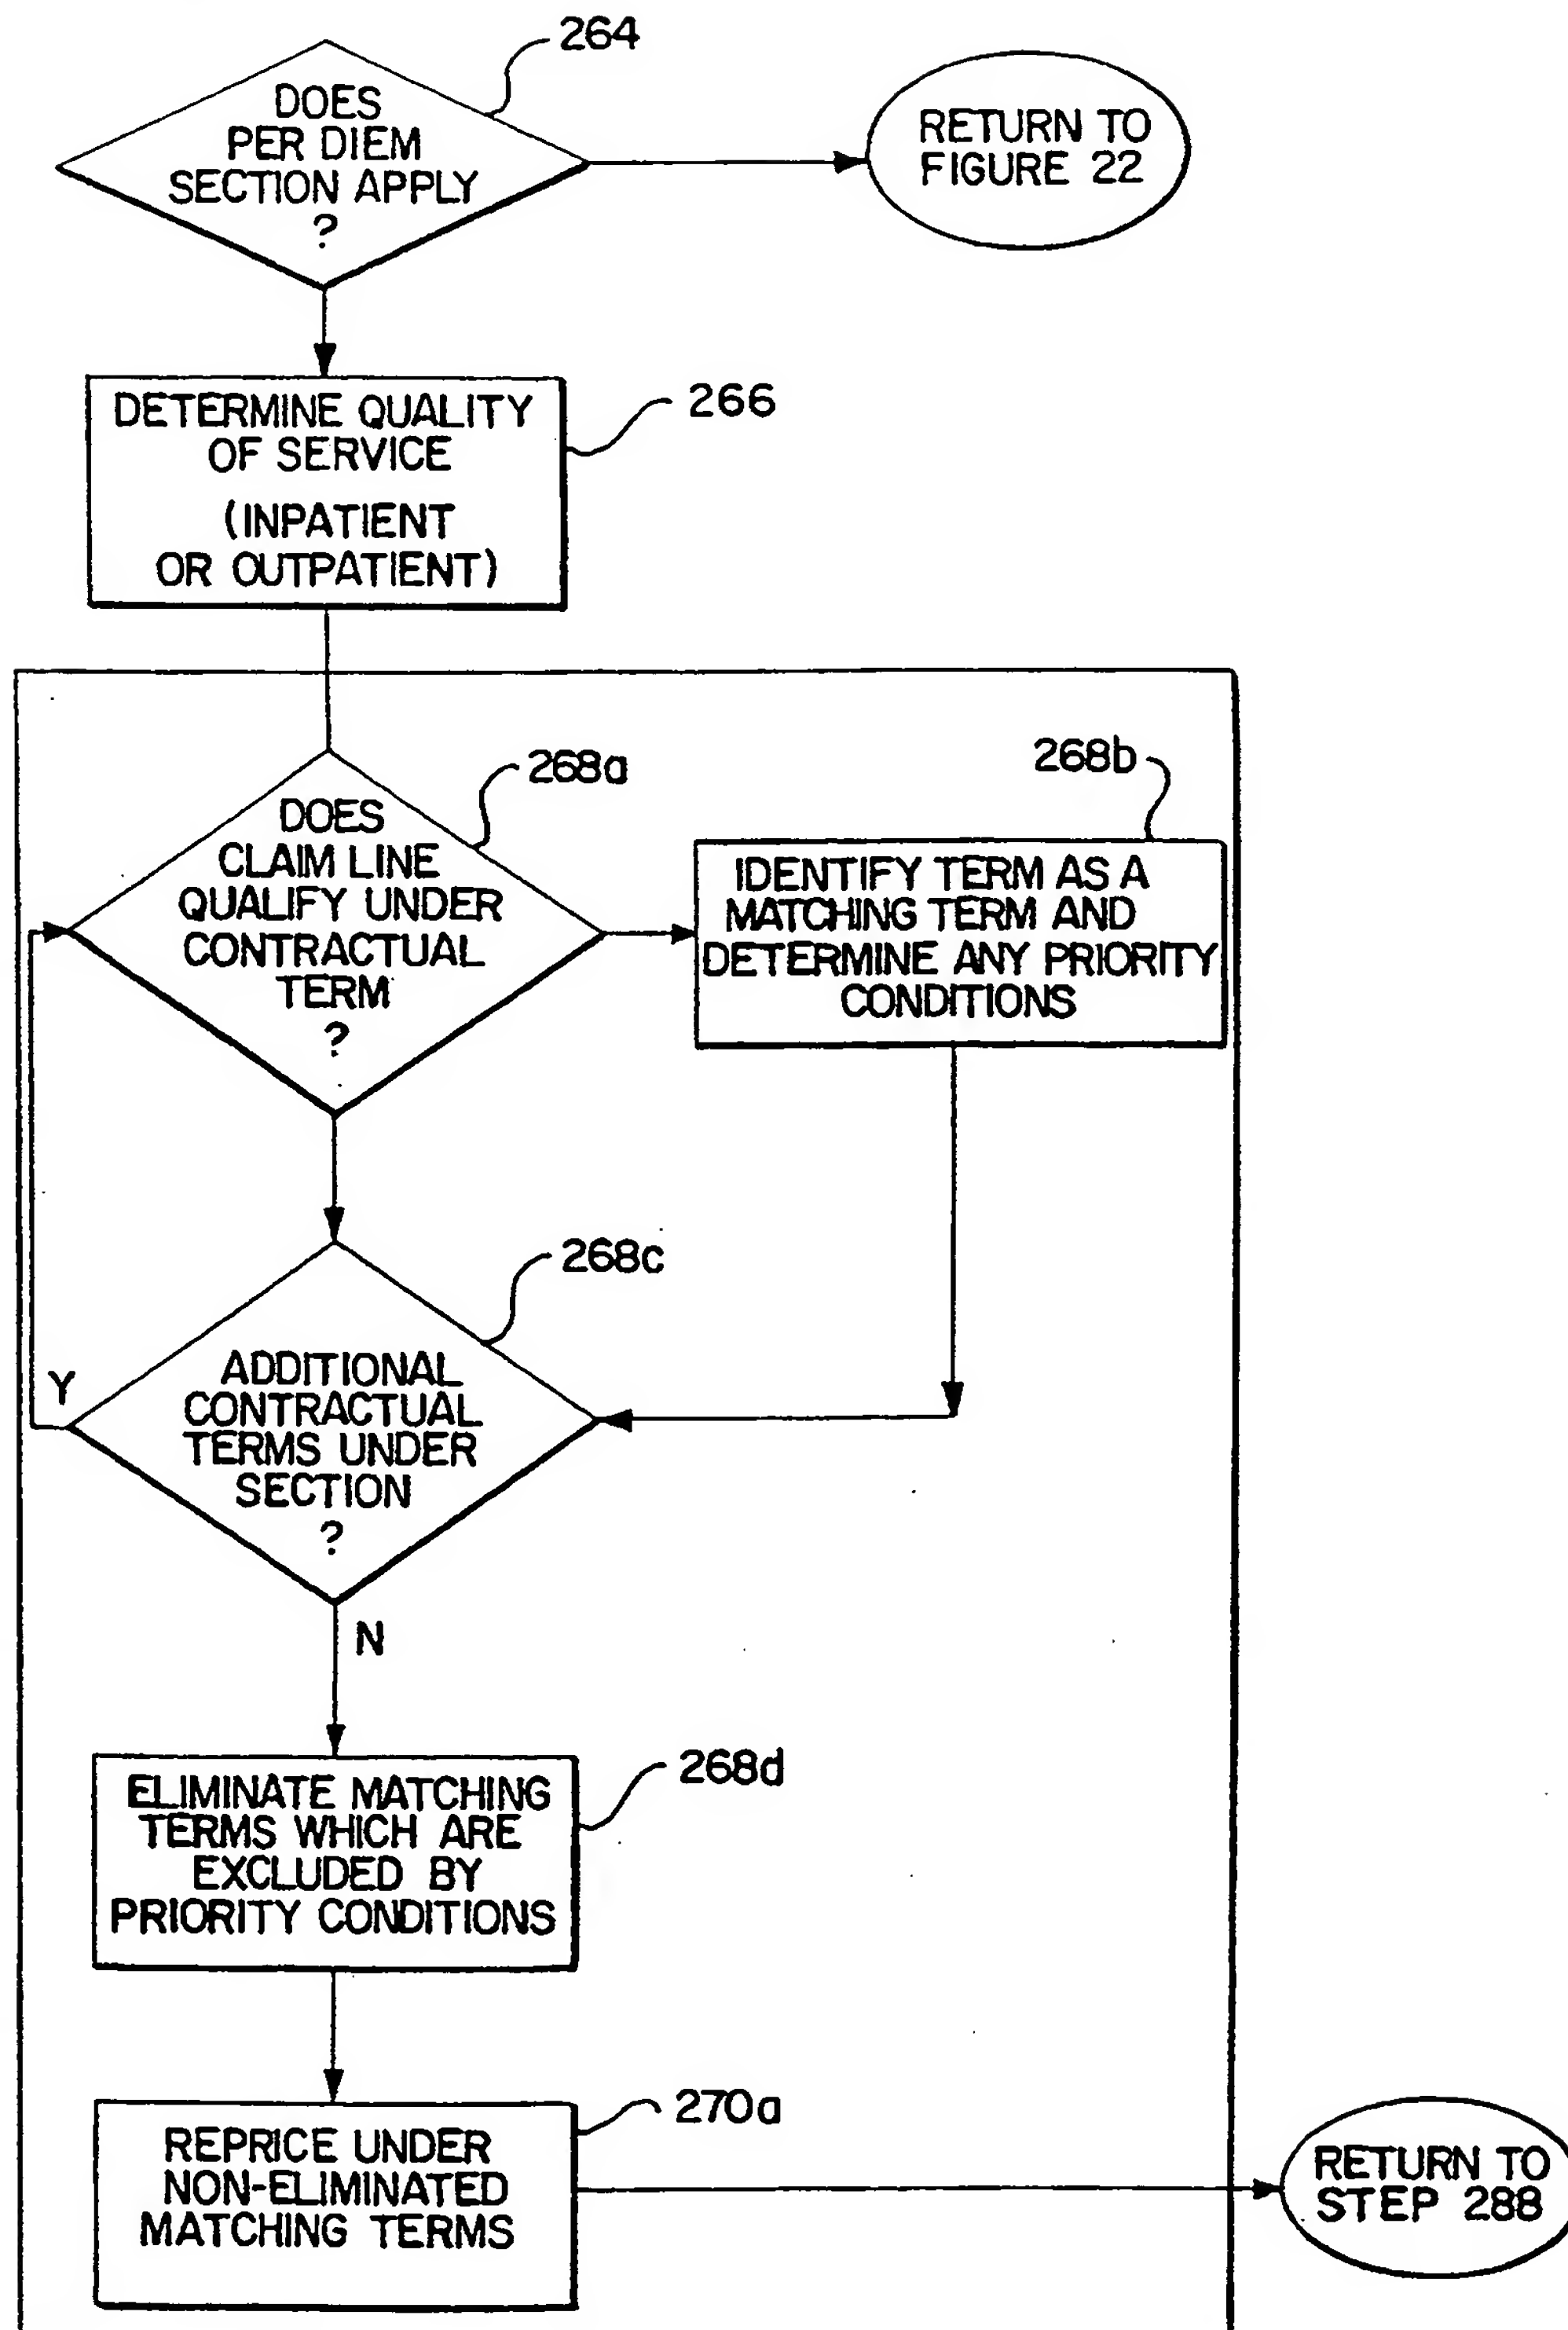 264
DOES
PER DIEM
SECTION APPLY
?
RETURN TO
FIGURE 22
266
DETERMINE QUALITY
OF SERVICE
(INPATIENT
OR OUTPATIENT)
268a
DOES
CLAIM LINE
QUALIFY UNDER
CONTRACTUAL
TERM
?
268b
IDENTIFY TERM AS A
MATCHING TERM AND
DETERMINE ANY PRIORITY
CONDITIONS
268c
Y
ADDITIONAL
CONTRACTUAL
TERMS UNDER
SECTION
?
N
268d
ELIMINATE MATCHING
TERMS WHICH ARE
EXCLUDED BY
PRIORITY CONDITIONS
270a
REPRICE UNDER
NON-ELIMINATED
MATCHING TERMS
RETURN TO
STEP 288